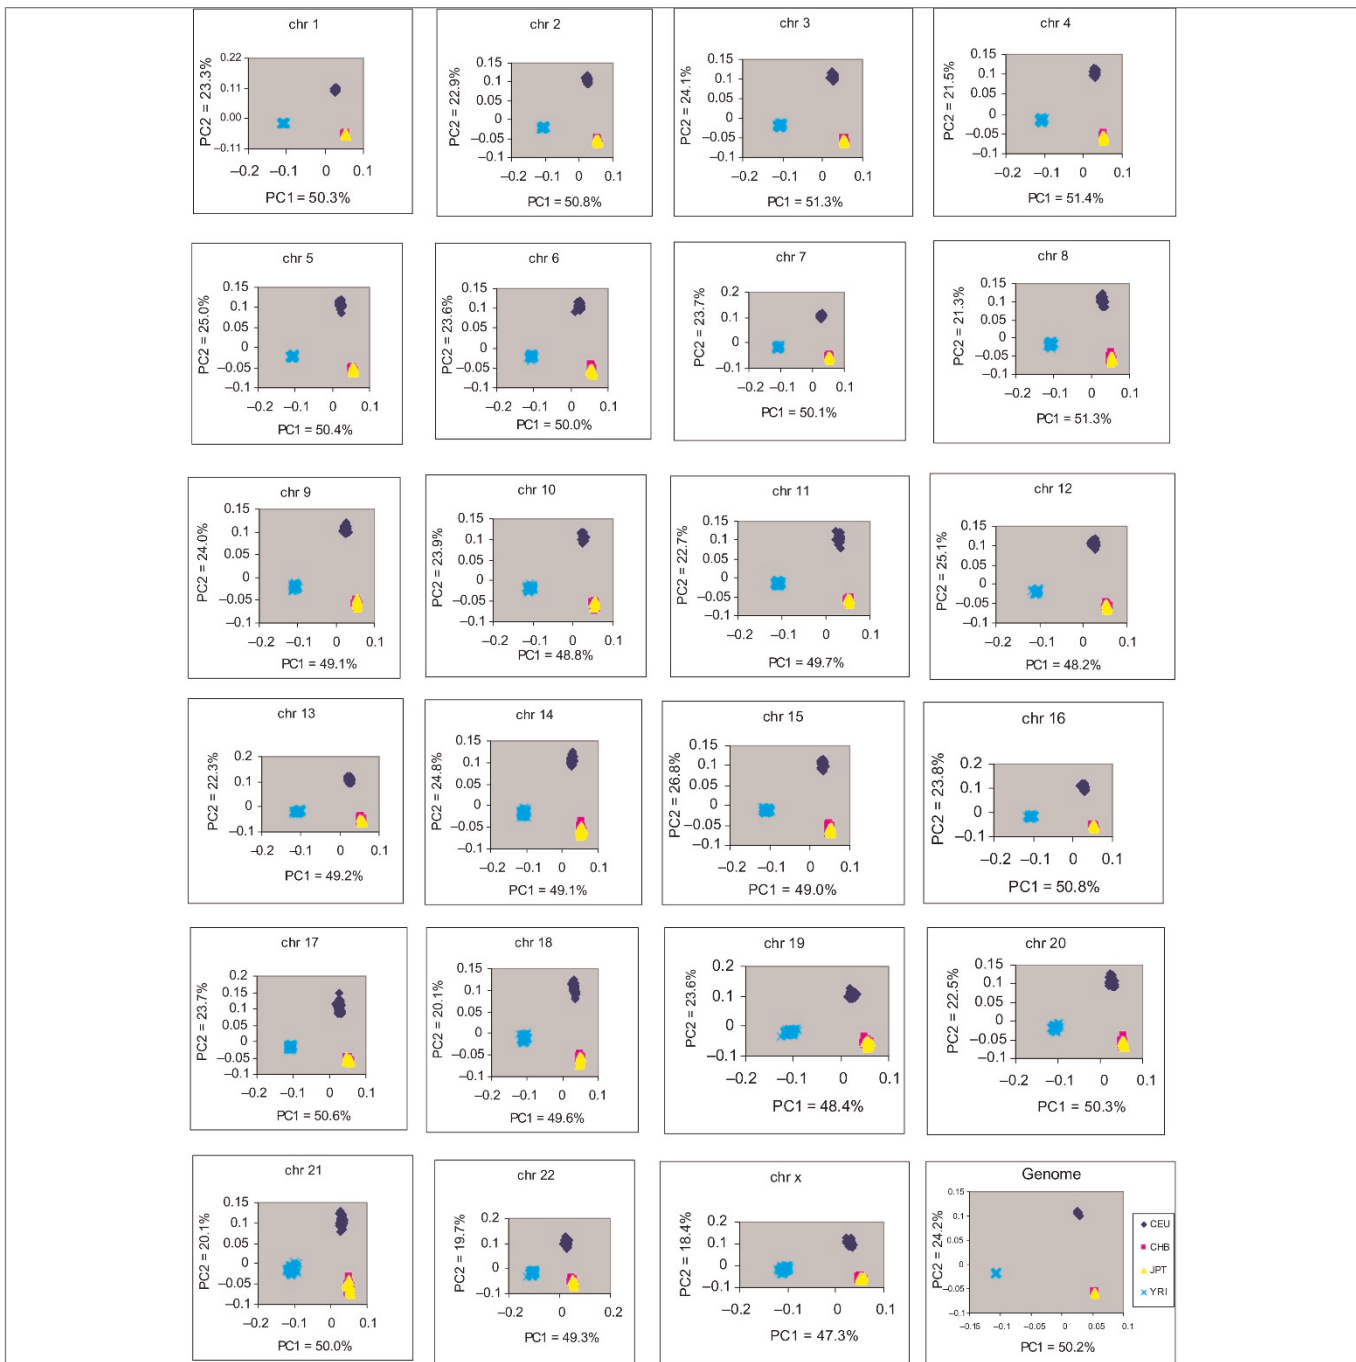 chr 1
PC2 = 23.3%
0.22
0.11
0.00
−0.11
−0.2 −0.1 0 0.1
PC1 = 50.3%
chr 2
PC2 = 22.9%
0.15
0.1
0.05
0
−0.05
−0.1
−0.2 −0.1 0 0.1
PC1 = 50.8%
chr 3
PC2 = 24.1%
0.15
0.1
0.05
0
−0.05
−0.1
−0.2 −0.1 0 0.1
PC1 = 51.3%
chr 4
PC2 = 21.5%
0.15
0.1
0.05
0
−0.05
−0.1
−0.2 −0.1 0 0.1
PC1 = 51.4%
chr 5
PC2 = 25.0%
0.15
0.1
0.05
0
−0.05
−0.1
−0.2 −0.1 0 0.1
PC1 = 50.4%
chr 6
PC2 = 23.6%
0.15
0.1
0.05
0
−0.05
−0.1
−0.2 −0.1 0 0.1
PC1 = 50.0%
chr 7
PC2 = 23.7%
0.2
0.1
0
−0.1
−0.2 −0.1 0 0.1
PC1 = 50.1%
chr 8
PC2 = 21.3%
0.15
0.1
0.05
0
−0.05
−0.1
−0.2 −0.1 0 0.1
PC1 = 51.3%
chr 9
PC2 = 24.0%
0.15
0.1
0.05
0
−0.05
−0.1
−0.2 −0.1 0 0.1
PC1 = 49.1%
chr 10
PC2 = 23.9%
0.15
0.1
0.05
0
−0.05
−0.1
−0.2 −0.1 0 0.1
PC1 = 48.8%
chr 11
PC2 = 22.7%
0.15
0.1
0.05
0
−0.05
−0.1
−0.2 −0.1 0 0.1
PC1 = 49.7%
chr 12
PC2 = 25.1%
0.15
0.1
0.05
0
−0.05
−0.1
−0.2 −0.1 0 0.1
PC1 = 48.2%
chr 13
PC2 = 22.3%
0.2
0.1
0
−0.1
−0.2 −0.1 0 0.1
PC1 = 49.2%
chr 14
PC2 = 24.8%
0.15
0.1
0.05
0
−0.05
−0.1
−0.2 −0.1 0 0.1
PC1 = 49.1%
chr 15
PC2 = 26.8%
0.15
0.1
0.05
0
−0.05
−0.1
−0.2 −0.1 0 0.1
PC1 = 49.0%
chr 16
PC2 = 23.8%
0.2
0.1
0
−0.1
−0.2 −0.1 0 0.1
PC1 = 50.8%
chr 17
PC2 = 23.7%
0.2
0.15
0.1
0.05
0
−0.05
−0.1
−0.2 −0.1 0 0.1
PC1 = 50.6%
chr 18
PC2 = 20.1%
0.15
0.1
0.05
0
−0.05
−0.1
−0.2 −0.1 0 0.1
PC1 = 49.6%
chr 19
PC2 = 23.6%
0.2
0.1
0
−0.1
−0.2 −0.1 0 0.1
PC1 = 48.4%
chr 20
PC2 = 22.5%
0.15
0.1
0.05
0
−0.05
−0.1
−0.2 −0.1 0 0.1
PC1 = 50.3%
chr 21
PC2 = 20.1%
0.15
0.1
0.05
0
−0.05
−0.1
−0.2 −0.1 0 0.1
PC1 = 50.0%
chr 22
PC2 = 19.7%
0.2
0.1
0
−0.1
−0.2 −0.1 0 0.1
PC1 = 49.3%
chr x
PC2 = 18.4%
0.2
0.1
0
−0.1
−0.2 −0.1 0 0.1
PC1 = 47.3%
Genome
PC2 = 24.2%
0.15
0.1
0.05
0
−0.05
−0.1
−0.15 −0.1 −0.05 0 0.05 0.1
PC1 = 50.2%
CEU
CHB
JPT
YRI